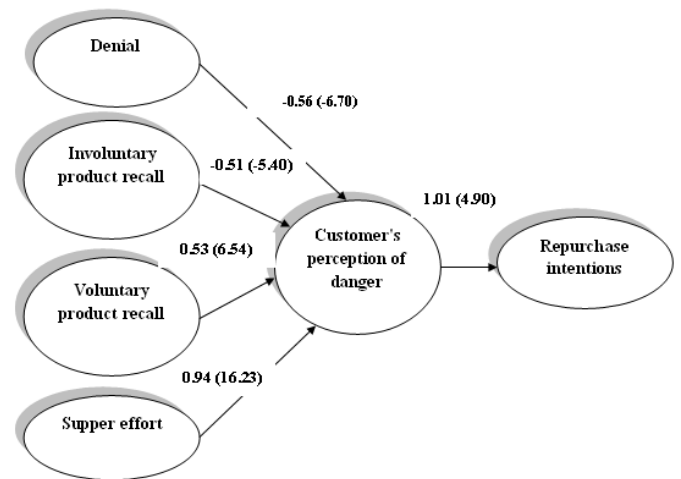 Denial
-0.56 (-6.70)
Involuntary
product recall
-0.51 (-5.40)
1.01 (4.90)
Customer's
perception of
danger
Repurchase
intentions
0.53 (6.54)
Voluntary
product recall
0.94 (16.23)
Supper effort